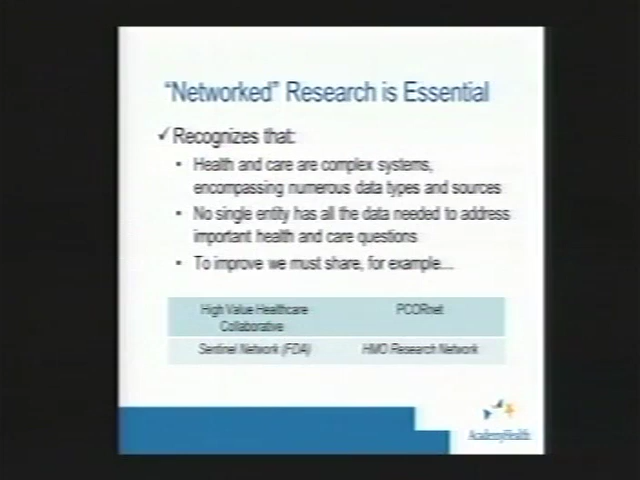 "Networked" Research is Essential
✓Recognizes that:
• Health and care are complex systems,
encompassing numerous data types and sources
• No single entity has all the data needed to address
important health and care questions
• To improve we must share, for example...
High Value Healthcare PCORnet
Collaborative
Sentinel Network (FDA) HMO Research Network
AcademyHealth